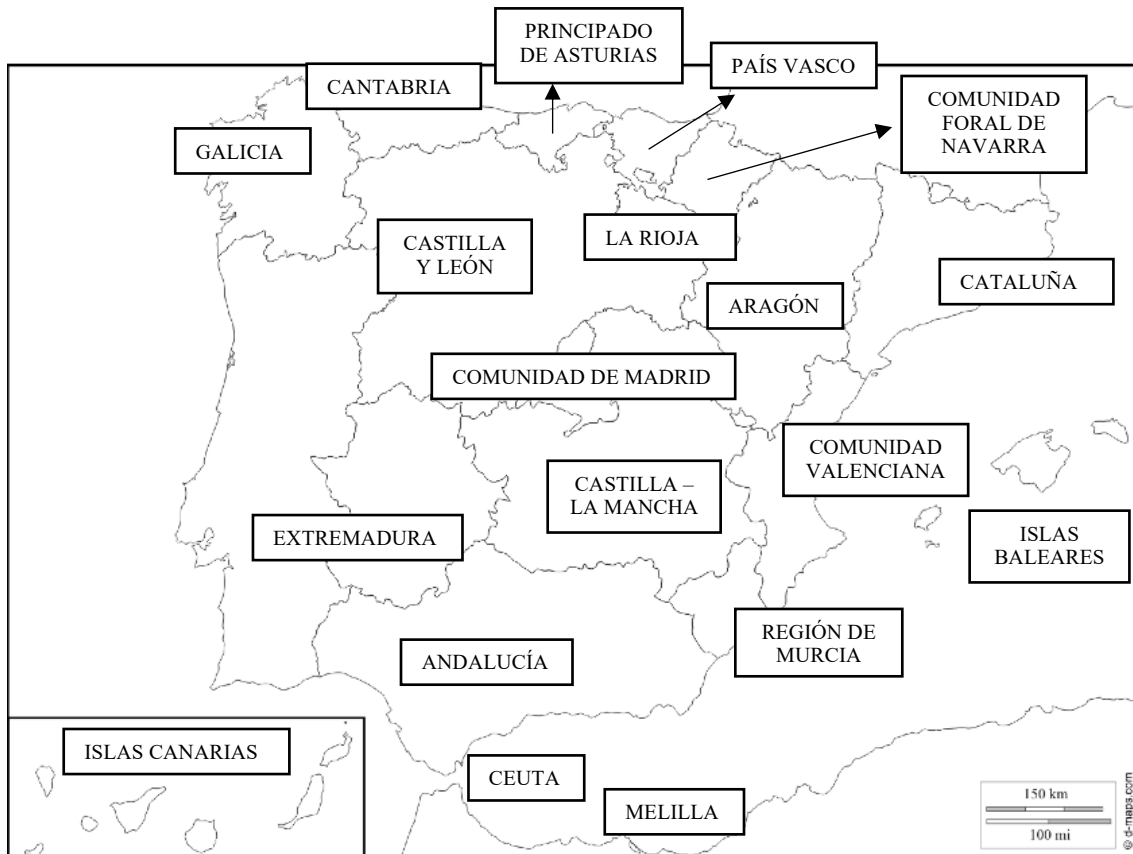 PRINCIPADO
DE ASTURIAS
PAÍS VASCO
CANTABRIA
COMUNIDAD
FORAL DE
NAVARRA
GALICIA
LA RIOJA
CASTILLA
Y LEÓN
CATALUÑA
ARAGÓN
COMUNIDAD DE MADRID
COMUNIDAD
VALENCIANA
CASTILLA –
LA MANCHA
EXTREMADURA
ISLAS
BALEARES
REGIÓN DE
MURCIA
ANDALUCÍA
ISLAS CANARIAS
CEUTA
MELILLA
150 km
100 mi
© d-maps.com